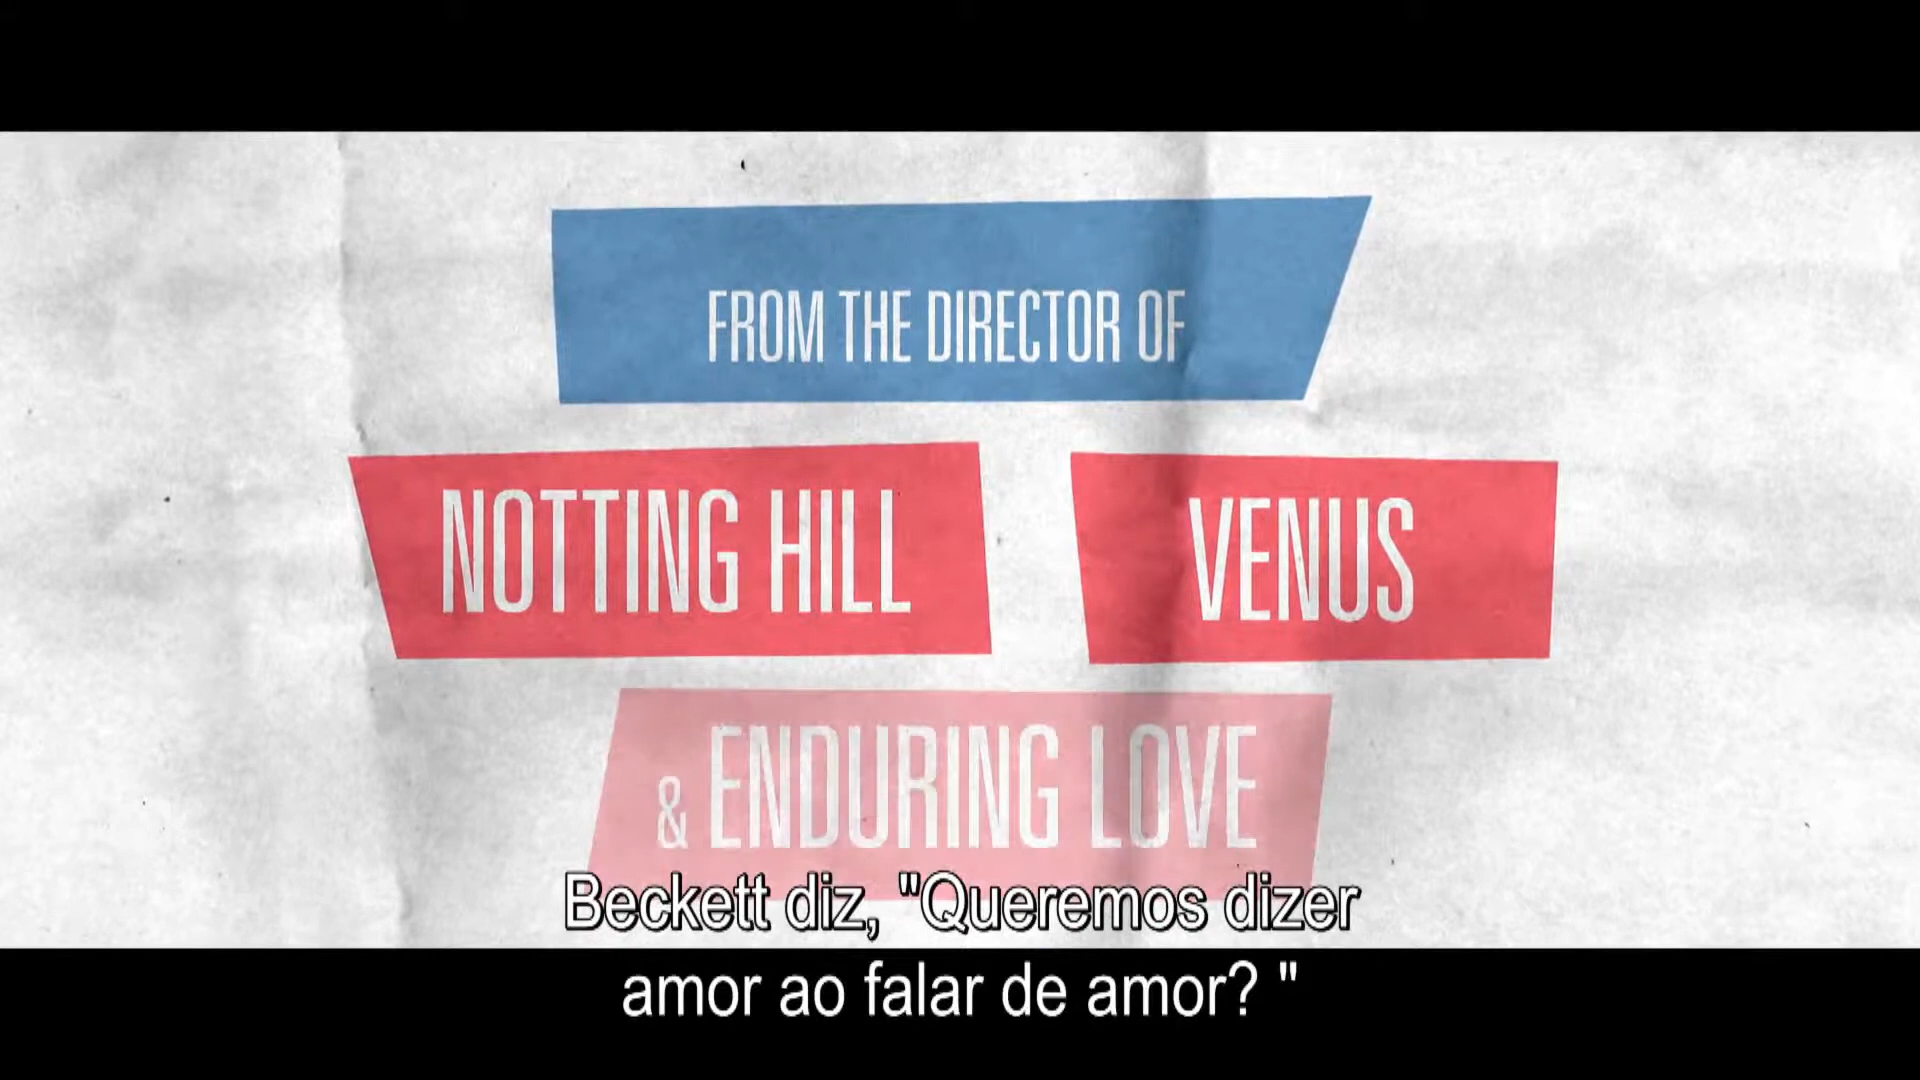 FROM THE DIRECTOR OF
NOTTING HILL
VENUS
& ENDURING LOVE
Beckett diz, "Queremos dizer
amor ao falar de amor? "